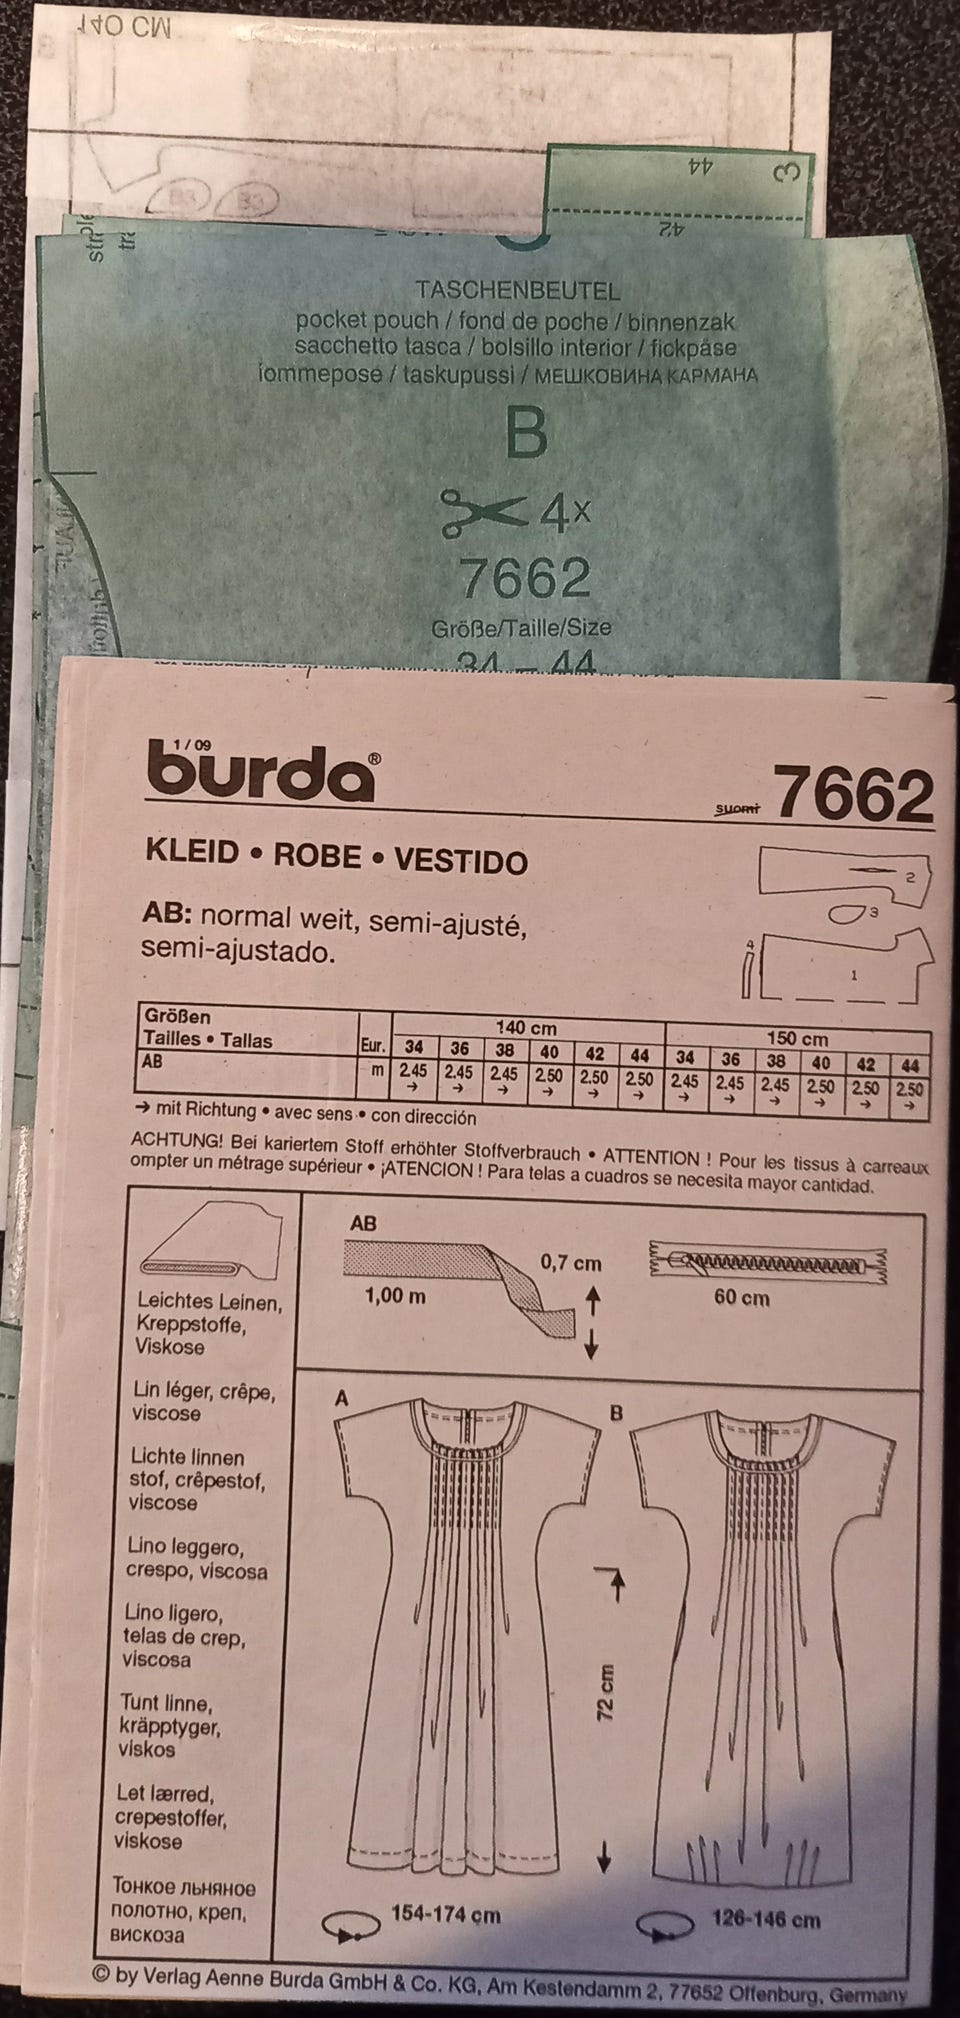 140 CM
B3 B3
44
3
42
TASCHENBEUTEL
pocket pouch / fond de poche / binnenzak
sacchetto tasca / bolsillo interior / fickpåse
lommepose / taskupussi / МЕШКОВИНА КАРМАНА
B
4x
7662
Größe/Taille/Size
34 – 44
1/09
burda®
suomi 7662
KLEID • ROBE • VESTIDO
AB: normal weit, semi-ajusté,
semi-ajustado.
2
3
4
1
Größen
Tailles • Tallas
Eur.
140 cm 150 cm
34 36 38 40 42 44 34 36 38 40 42 44
AB m 2.45 2.45 2.45 2.50 2.50 2.50 2.45 2.45 2.45 2.50 2.50 2.50
→ → → → → → → → → → → →
→ mit Richtung • avec sens • con dirección
ACHTUNG! Bei kariertem Stoff erhöhter Stoffverbrauch • ATTENTION ! Pour les tissus à carreaux
ompter un métrage supérieur • ¡ATENCION ! Para telas a cuadros se necesita mayor cantidad.
AB
1,00 m
0,7 cm
60 cm
Leichtes Leinen,
Kreppstoffe,
Viskose
Lin léger, crêpe,
viscose
Lichte linnen
stof, crêpestof,
viscose
Lino leggero,
crespo, viscosa
Lino ligero,
telas de crep,
viscosa
Tunt linne,
kräpptyger,
viskos
Let lærred,
crepestoffer,
viskose
Тонкое льняное
полотно, креп,
вискоза
A
B
72 cm
154-174 cm
126-146 cm
© by Verlag Aenne Burda GmbH & Co. KG, Am Kestendamm 2, 77652 Offenburg, Germany